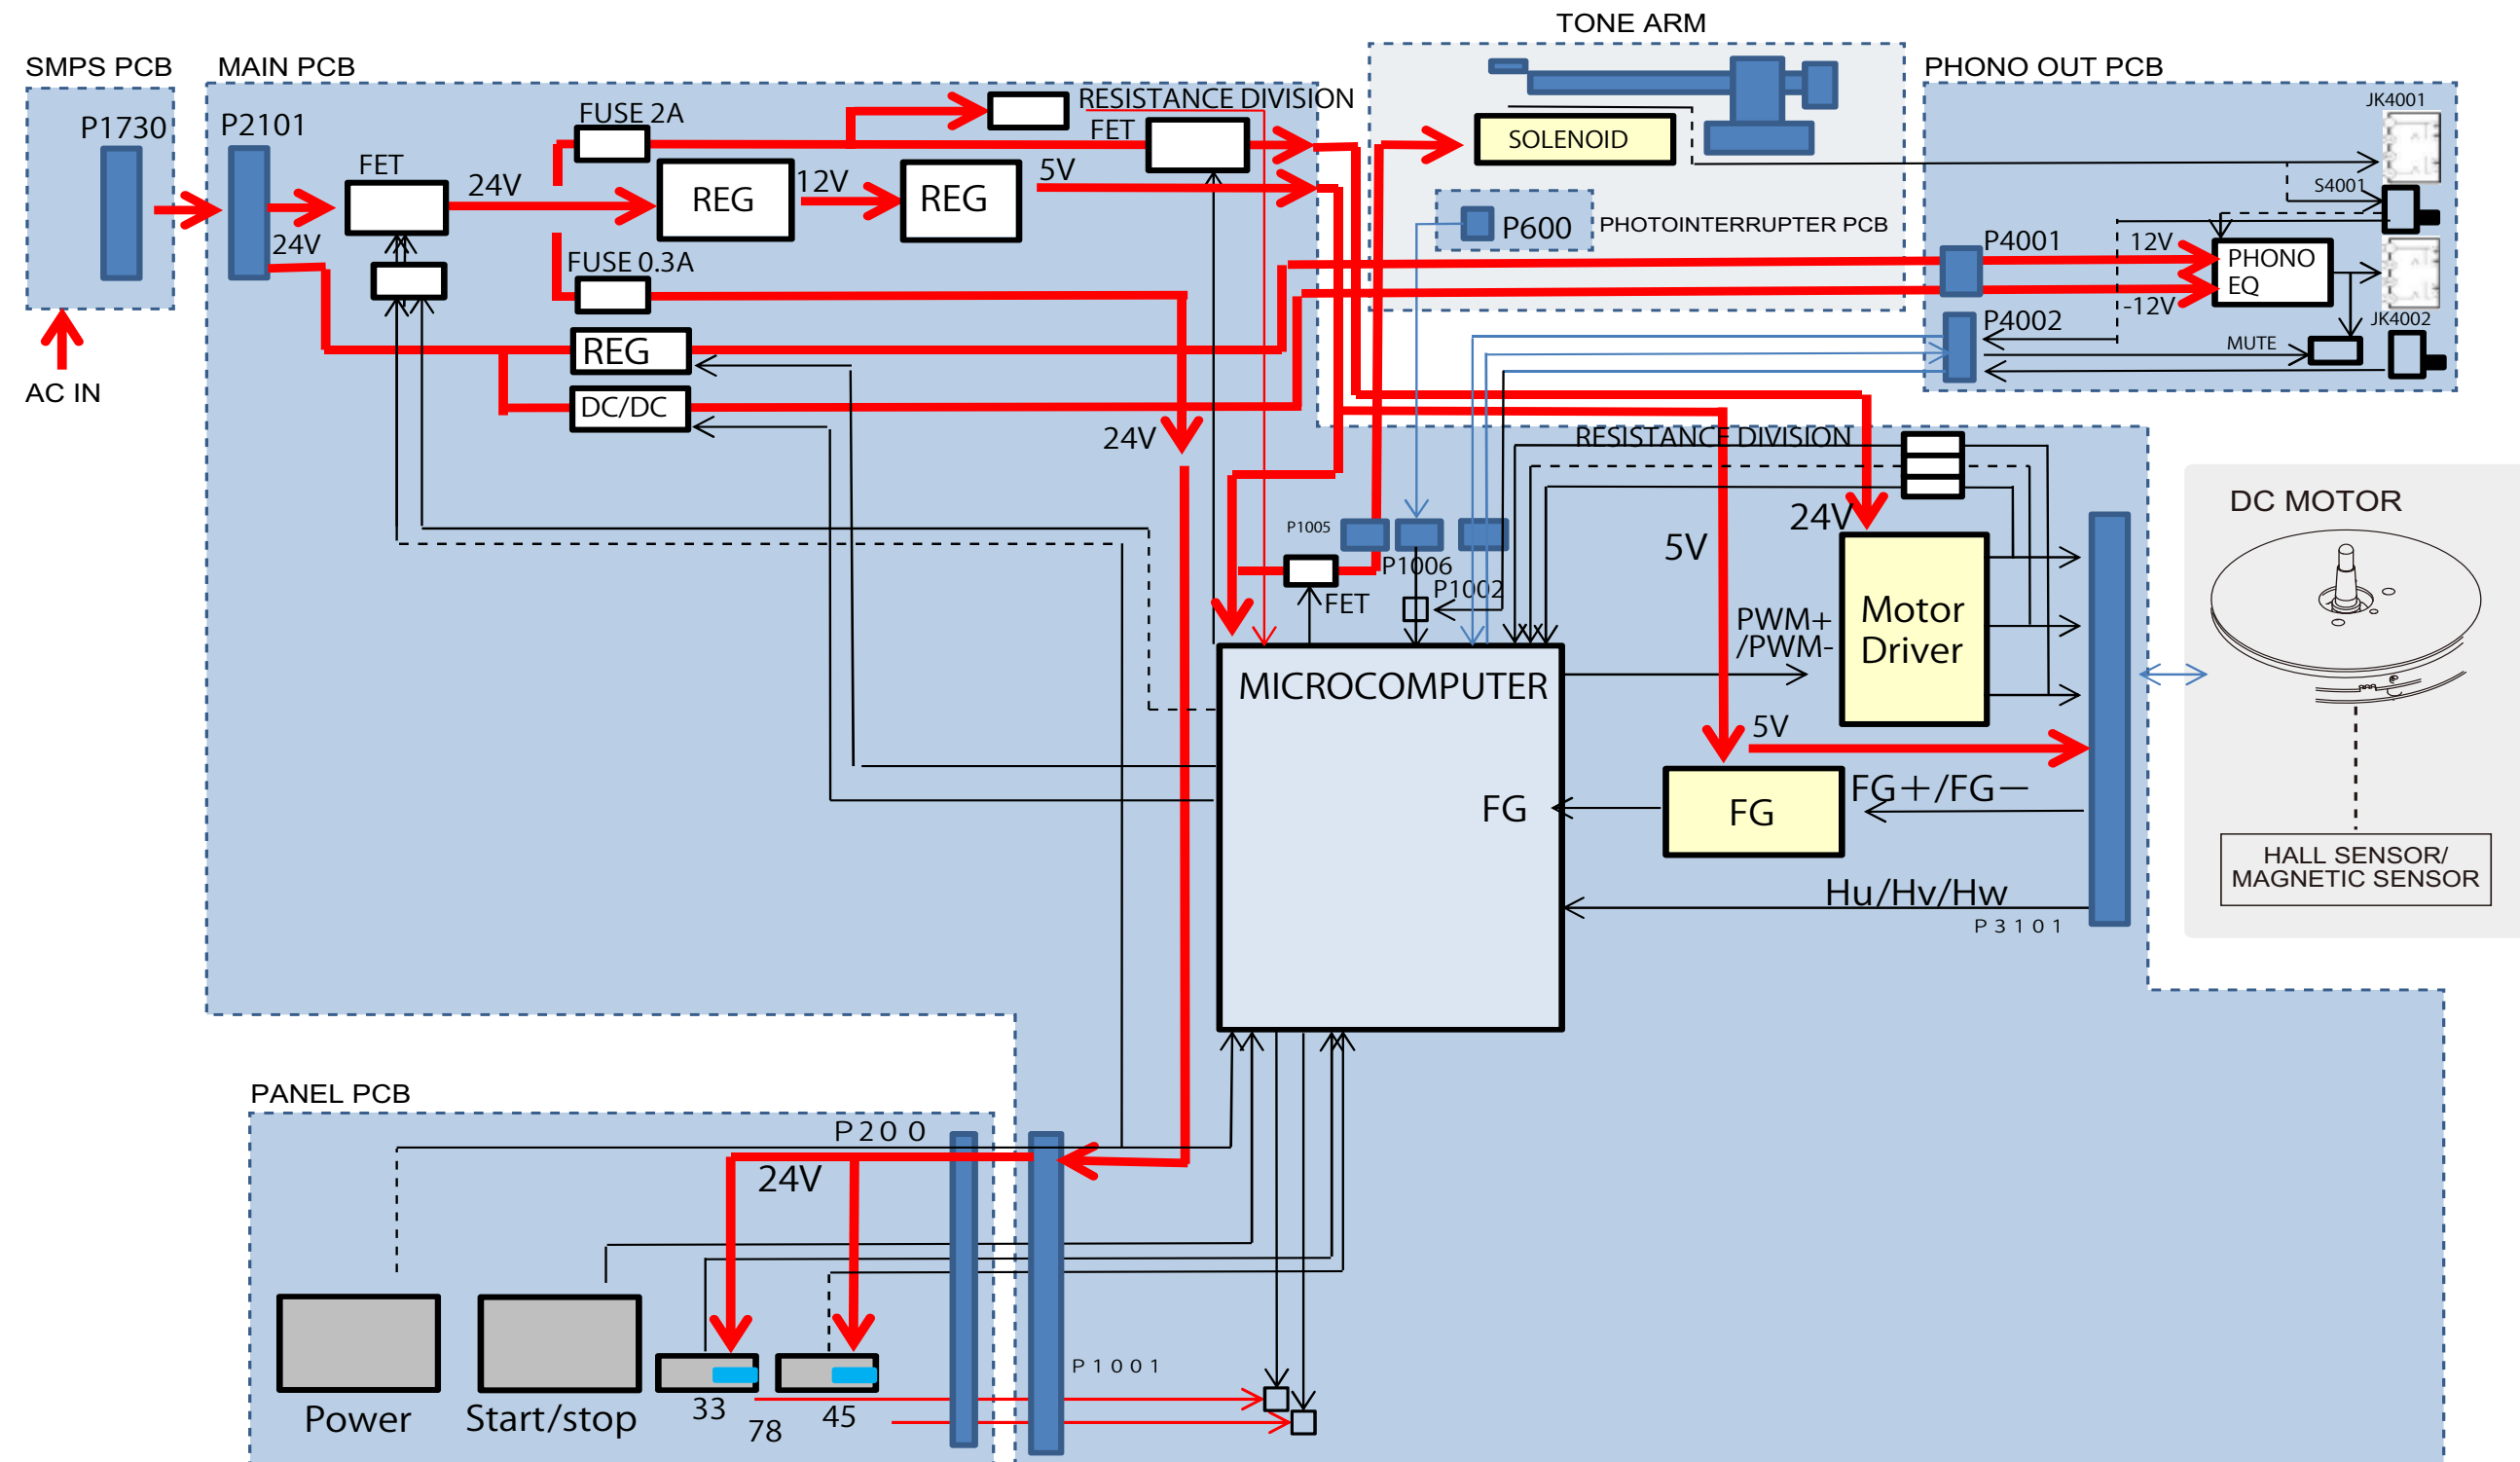 TONE ARM
SMPS PCB
MAIN PCB
PHONO OUT PCB
P1730
P2101
FUSE 2A
RESISTANCE DIVISION
FET
FET
24V
24V
REG
12V
REG
5V
FUSE 0.3A
REG
DC/DC
24V
AC IN
SOLENOID
P600
PHOTOINTERRUPTER PCB
JK4001
S4001
P4001
12V
-12V
PHONO
EQ
JK4002
P4002
MUTE
RESISTANCE DIVISION
24V
5V
P1005
P1006
P1002
FET
PWM+
/PWM-
Motor
Driver
MICROCOMPUTER
5V
FG
FG
FG+/FG−
Hu/Hv/Hw
P3101
DC MOTOR
HALL SENSOR/
MAGNETIC SENSOR
PANEL PCB
P200
24V
P1001
Power
Start/stop
33
78
45